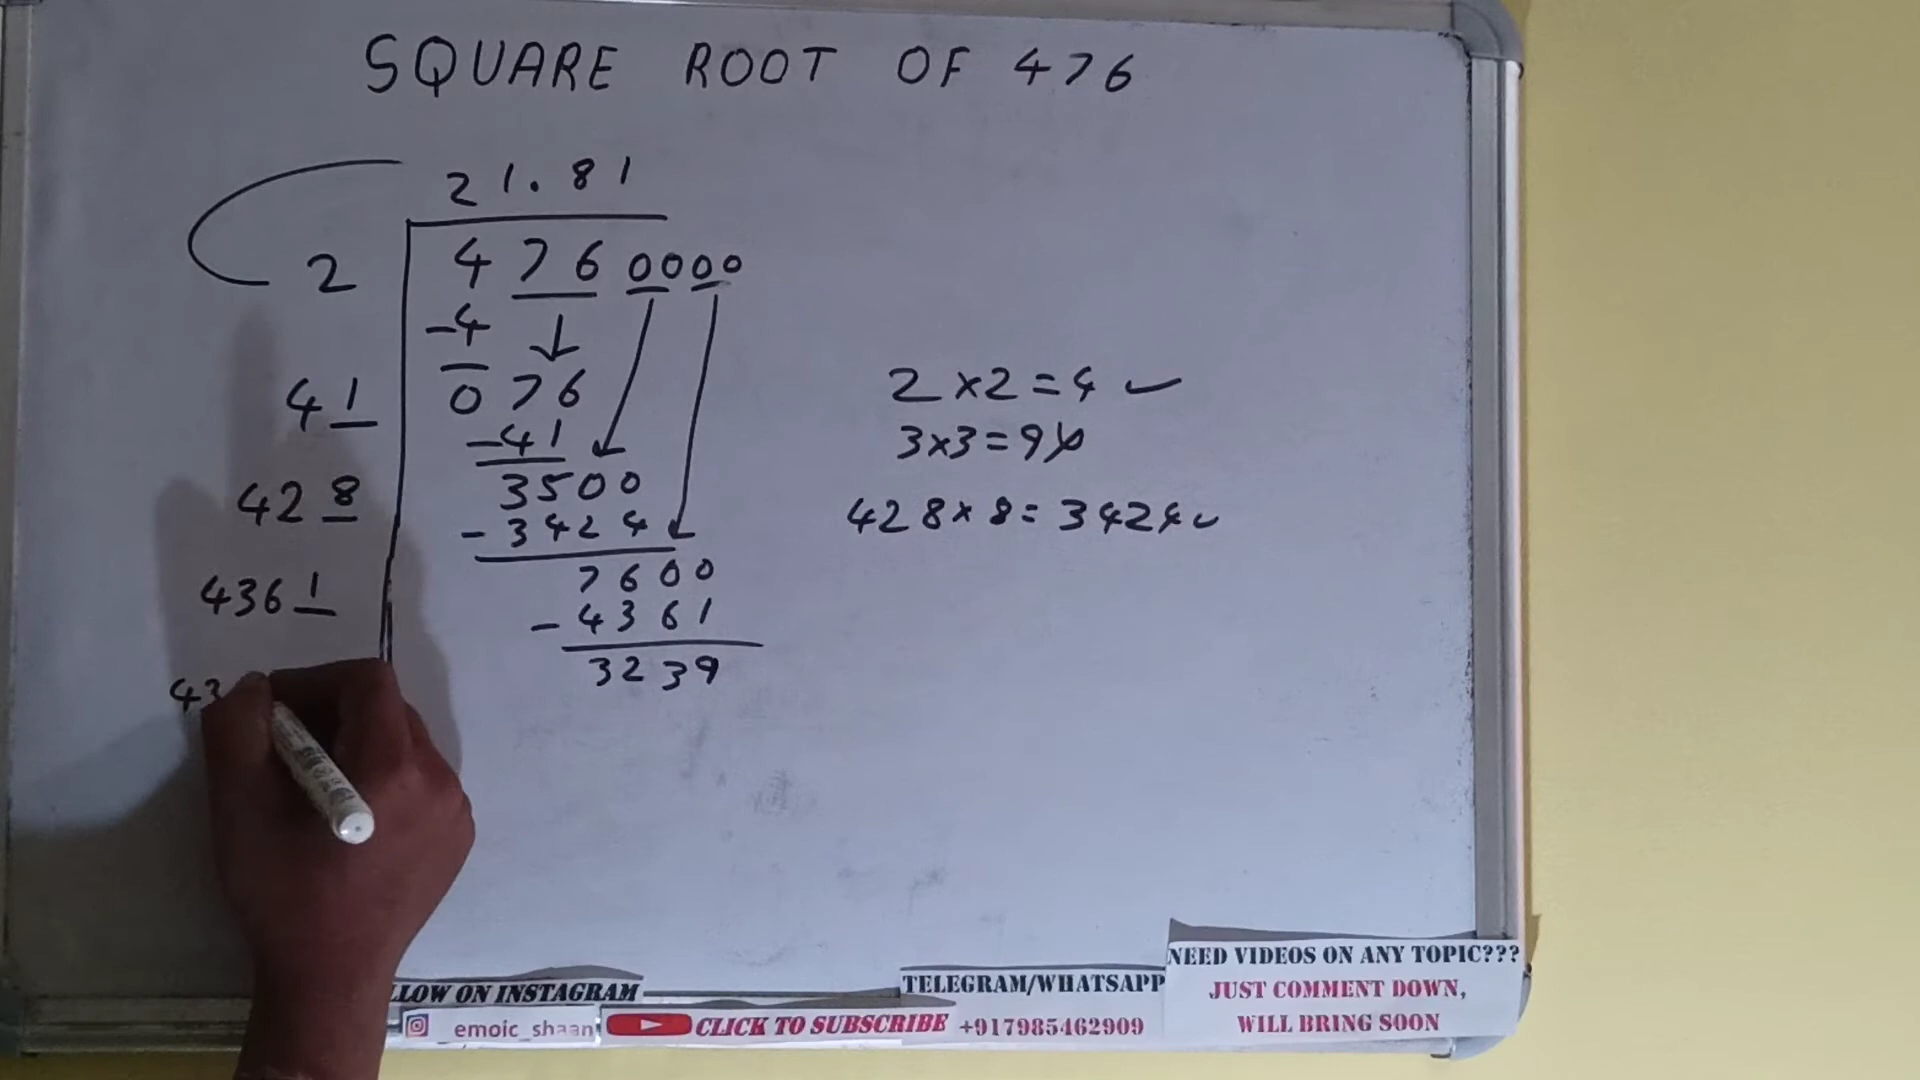 SQUARE ROOT OF 476
21.81
2 476 0000
-4
41 0 76
-41
428 3500
-3424
4361 7600
-4361
3239
43
2 × 2 = 4 ✓
3 × 3 = 9 ×
428 × 8 = 3424 ✓
LLOW ON INSTAGRAM
emoic_shaan
CLICK TO SUBSCRIBE
TELEGRAM/WHATSAPP
+917985462909
NEED VIDEOS ON ANY TOPIC???
JUST COMMENT DOWN,
WILL BRING SOON